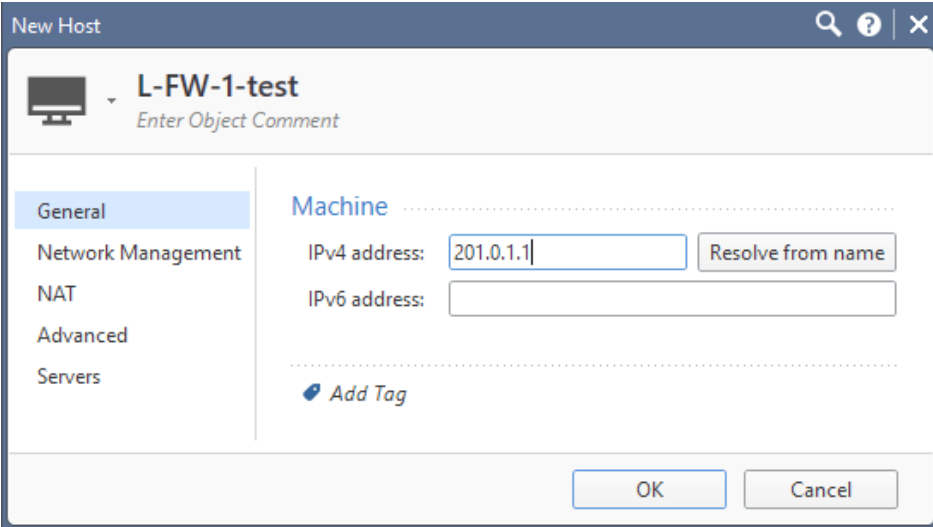 New Host
L-FW-1-test
Enter Object Comment
General
Network Management
NAT
Advanced
Servers
Machine
IPv4 address: 201.0.1.1 Resolve from name
IPv6 address:
Add Tag
OK Cancel